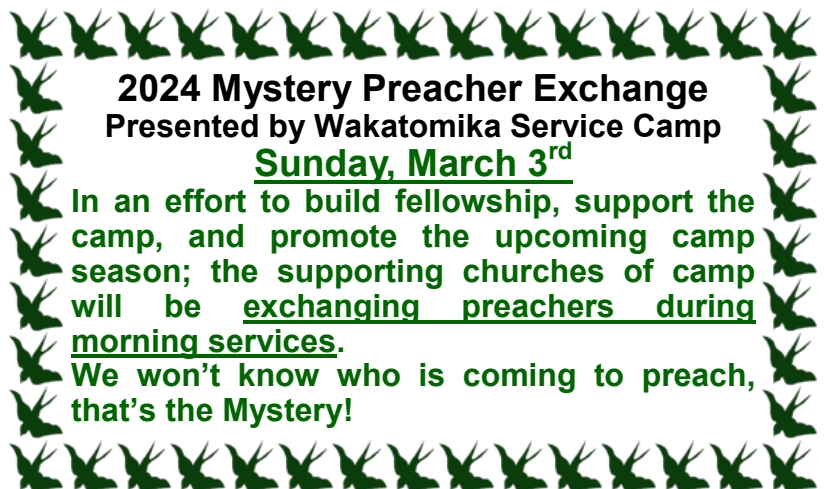 2024 Mystery Preacher Exchange
Presented by Wakatomika Service Camp
Sunday, March 3rd
In an effort to build fellowship, support the
camp, and promote the upcoming camp
season; the supporting churches of camp
will be exchanging preachers during
morning services.
We won't know who is coming to preach,
that's the Mystery!